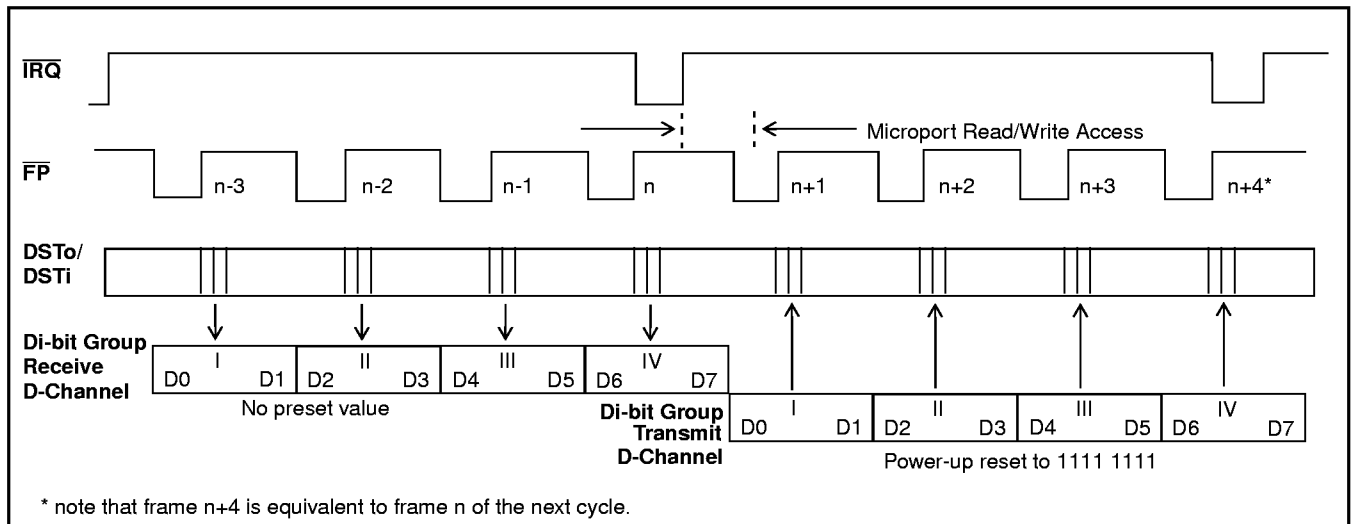 IRQ
Microport Read/Write Access
FP
n-3 n-2 n-1 n n+1 n+2 n+3 n+4*
DSTo/
DSTi
Di-bit Group
Receive
D-Channel
I II III IV
D0 D1 D2 D3 D4 D5 D6 D7
No preset value
Di-bit Group
Transmit
D-Channel
I II III IV
D0 D1 D2 D3 D4 D5 D6 D7
Power-up reset to 1111 1111
* note that frame n+4 is equivalent to frame n of the next cycle.